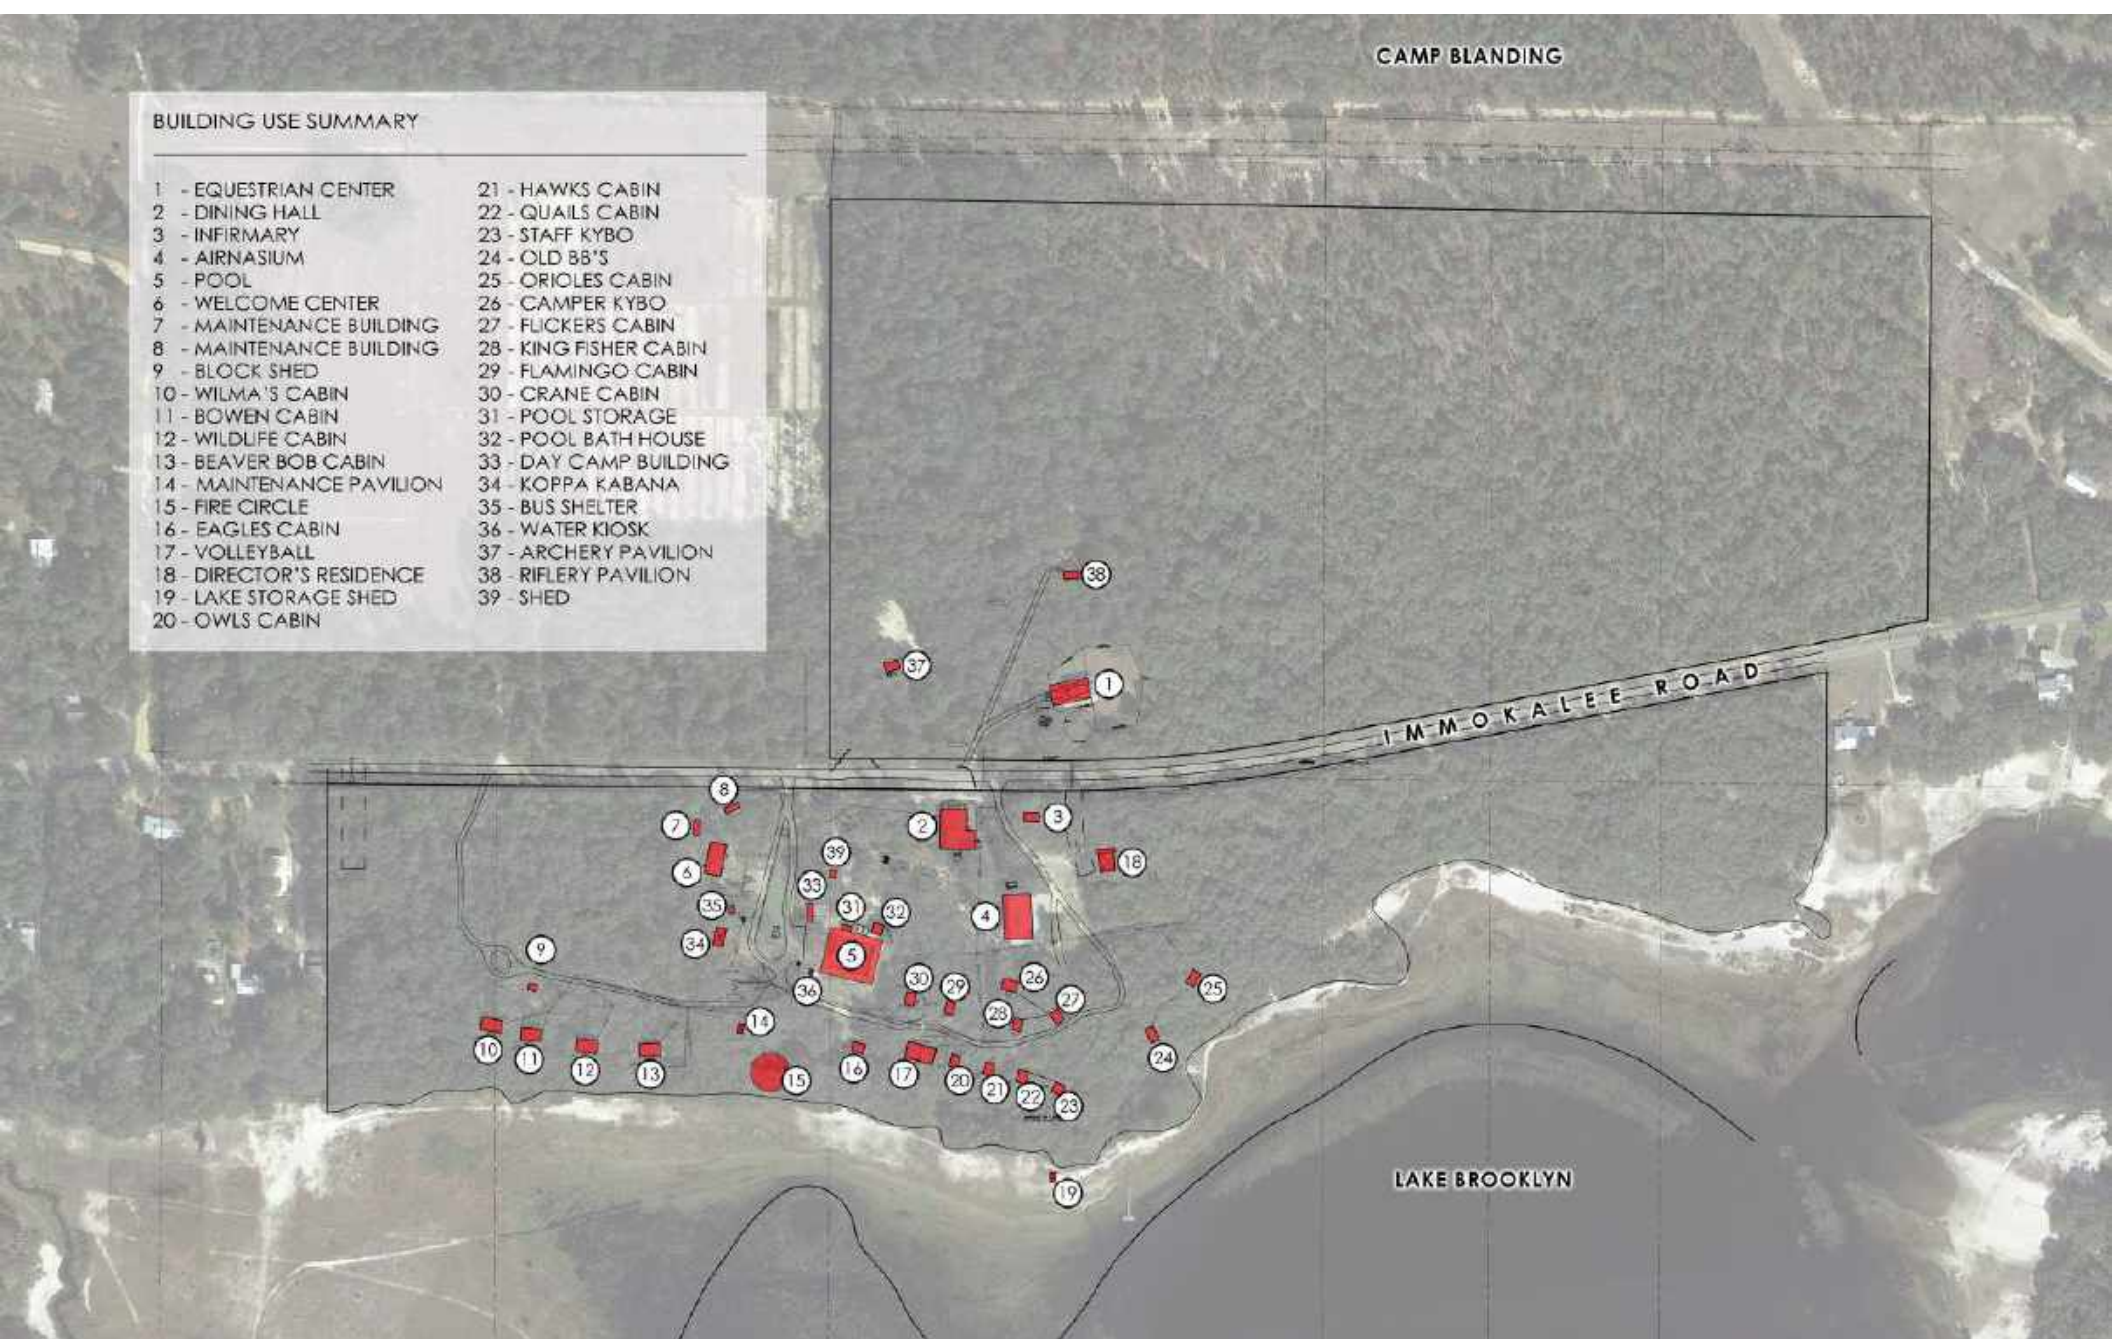 CAMP BLANDING
BUILDING USE SUMMARY
1 - EQUESTRIAN CENTER
2 - DINING HALL
3 - INFIRMARY
4 - AIRNASIUM
5 - POOL
6 - WELCOME CENTER
7 - MAINTENANCE BUILDING
8 - MAINTENANCE BUILDING
9 - BLOCK SHED
10 - WILMA'S CABIN
11 - BOWEN CABIN
12 - WILDLIFE CABIN
13 - BEAVER BOB CABIN
14 - MAINTENANCE PAVILION
15 - FIRE CIRCLE
16 - EAGLES CABIN
17 - VOLLEYBALL
18 - DIRECTOR'S RESIDENCE
19 - LAKE STORAGE SHED
20 - OWLS CABIN
21 - HAWKS CABIN
22 - QUAILS CABIN
23 - STAFF KYBO
24 - OLD BB'S
25 - ORIOLES CABIN
26 - CAMPER KYBO
27 - FLICKERS CABIN
28 - KING FISHER CABIN
29 - FLAMINGO CABIN
30 - CRANE CABIN
31 - POOL STORAGE
32 - POOL BATH HOUSE
33 - DAY CAMP BUILDING
34 - KOPPA KABANA
35 - BUS SHELTER
36 - WATER KIOSK
37 - ARCHERY PAVILION
38 - RIFLERY PAVILION
39 - SHED
38
37
1
IMMOKALEE ROAD
8
7
2
3
39
18
6
33
35
31
32
4
34
9
5
36
30
29
26
25
27
28
14
10
11
12
13
15
16
17
20
21
22
23
24
19
LAKE BROOKLYN